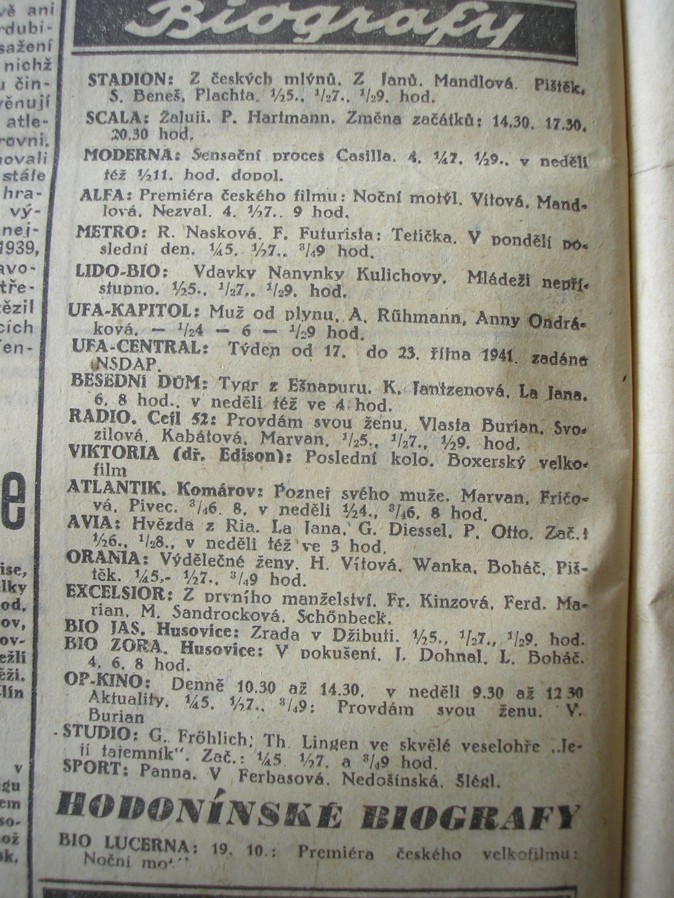 Biografy
STADION: Z českých mlýnů. Z Janů. Mandlová. Pištěk,
S. Beneš, Plachta. ½5., ½7., ½9. hod.
SCALA: Žaluji. P. Hartmann. Změna začátků: 14.30, 17.30,
20.30 hod.
MODERNA: Sensační proces Casilla. 4, ¼7, ½9., v neděli
též ½11. hod. dopol.
ALFA: Premiéra českého filmu: Noční motýl. Vítová, Mand-
lová, Nezval. 4. ½7.. 9 hod.
METRO: R. Nasková. F. Futurista: Tetička. V pondělí po-
slední den. ¼5. ½7.. ¾9 hod.
LIDO-BIO: Vdavky Nanynky Kulichovy. Mládeži nepří-
stupno. ½5.. ½7.. ½9. hod.
UFA-KAPITOL: Muž od plynu. A. Rühmann, Anny Ondrá-
ková. — ½4 — 6 — ½9 hod.
UFA-CENTRAL: Týden od 17. do 23. října 1941. zadáno
NSDAP.
BESEDNÍ DŮM: Tygr z Ešnapuru. K. Jantzenová, La Jana.
6, 8 hod., v neděli též ve 4 hod.
RADIO. Cejl 52: Provdám svou ženu. Vlasta Burian. Svo-
zilová. Kabátová, Marvan. ½5., ½7., ½9. hod.
VIKTORIA (dř. Edison): Poslední kolo. Boxerský velko-
film
ATLANTIK. Komárov: Poznej svého muže. Marvan, Fričo-
vá, Pivec. ¾6. 8. v neděli ½4., ¾6, 8 hod.
AVIA: Hvězda z Ria. La Jana, G. Diessel, P. Otto. Zač.:
½6., ½8., v neděli též ve 3 hod.
ORANIA: Výdělečné ženy. H. Vítová, Wanka, Boháč, Piš-
těk. ¼5.- ½7., ¾9 hod.
EXCELSIOR: Z prvního manželství. Fr. Kinzová, Ferd. Ma-
rian, M. Sandrocková. Schönbeck.
BIO JAS. Husovice: Zrada v Džibuti. ½5., ½7., ½9. hod.
BIO ZORA. Husovice: V pokušení. J. Dohnal, L. Boháč.
4, 6, 8 hod.
OP-KINO: Denně 10.30 až 14.30, v neděli 9.30 až 12 30
Aktuality. ¼5. ½7., ¾9: Provdám svou ženu. V.
Burian
STUDIO: G. Fröhlich; Th. Lingen ve skvělé veselohře „Je-
jí tajemník". Zač.: ¼5 ½7. a ¾9 hod.
SPORT: Panna. V Ferbasová, Nedošínská. Šlégl.
HODONÍNSKÉ BIOGRAFY
BIO LUCERNA: 19. 10.: Premiéra českého velkofilmu:
Noční